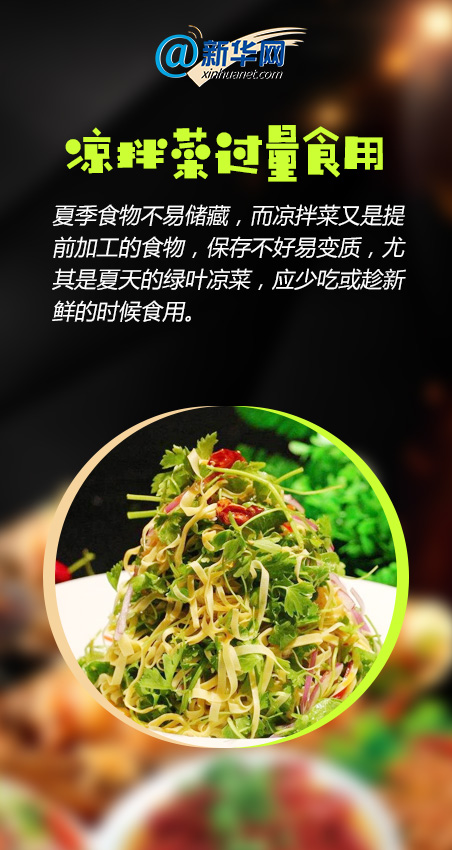 @新华网
xinhuanet.com
凉拌菜过量食用
夏季食物不易储藏，而凉拌菜又是提
前加工的食物，保存不好易变质，尤
其是夏天的绿叶凉菜，应少吃或趁新
鲜的时候食用。